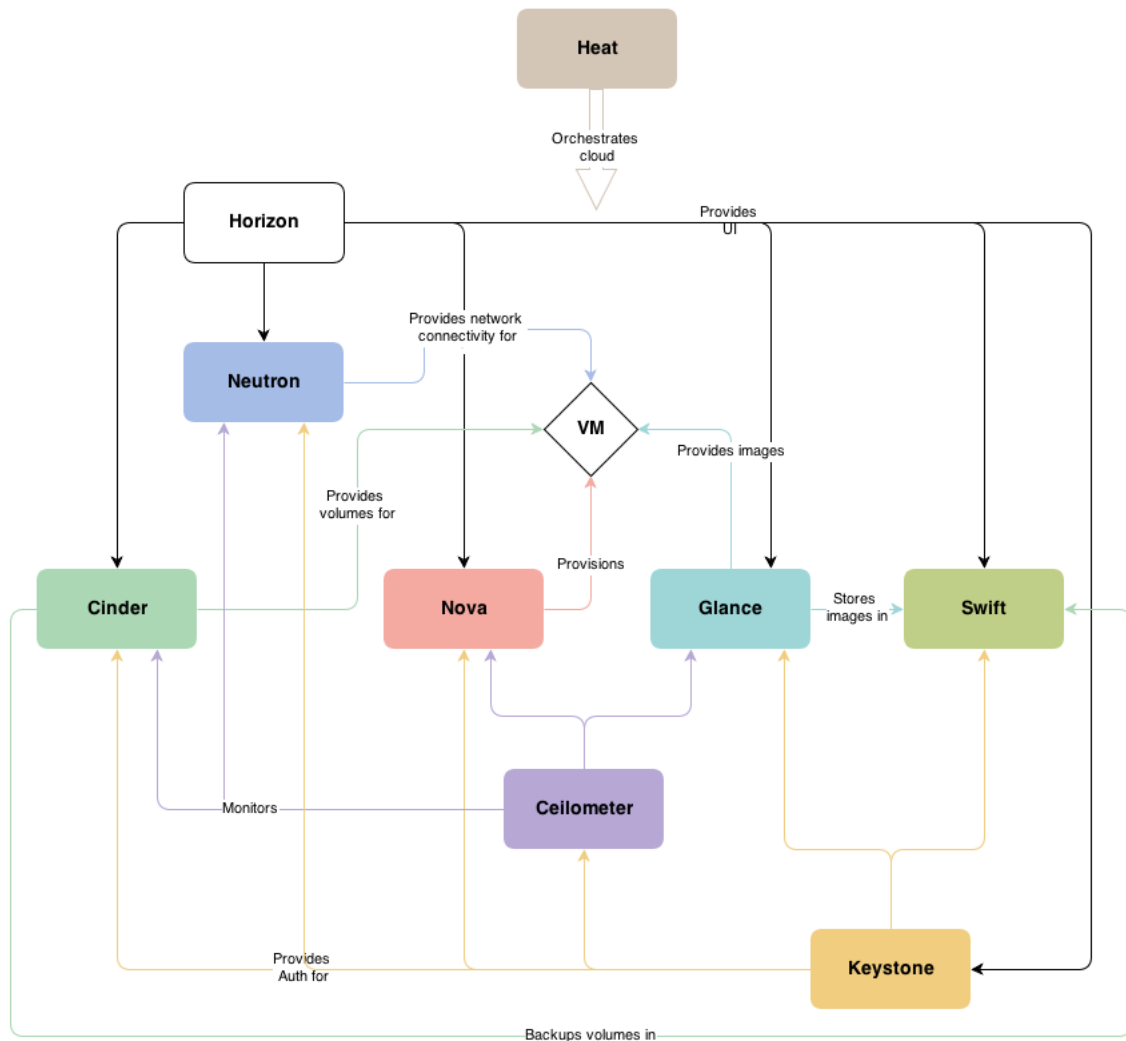 Heat
Orchestrates
cloud
Provides
UI
Horizon
Provides network
connectivity for
Neutron
VM
Provides images
Provides
volumes for
Provisions
Cinder
Nova
Glance
Stores
images in
Swift
Ceilometer
Monitors
Provides
Auth for
Keystone
Backups volumes in